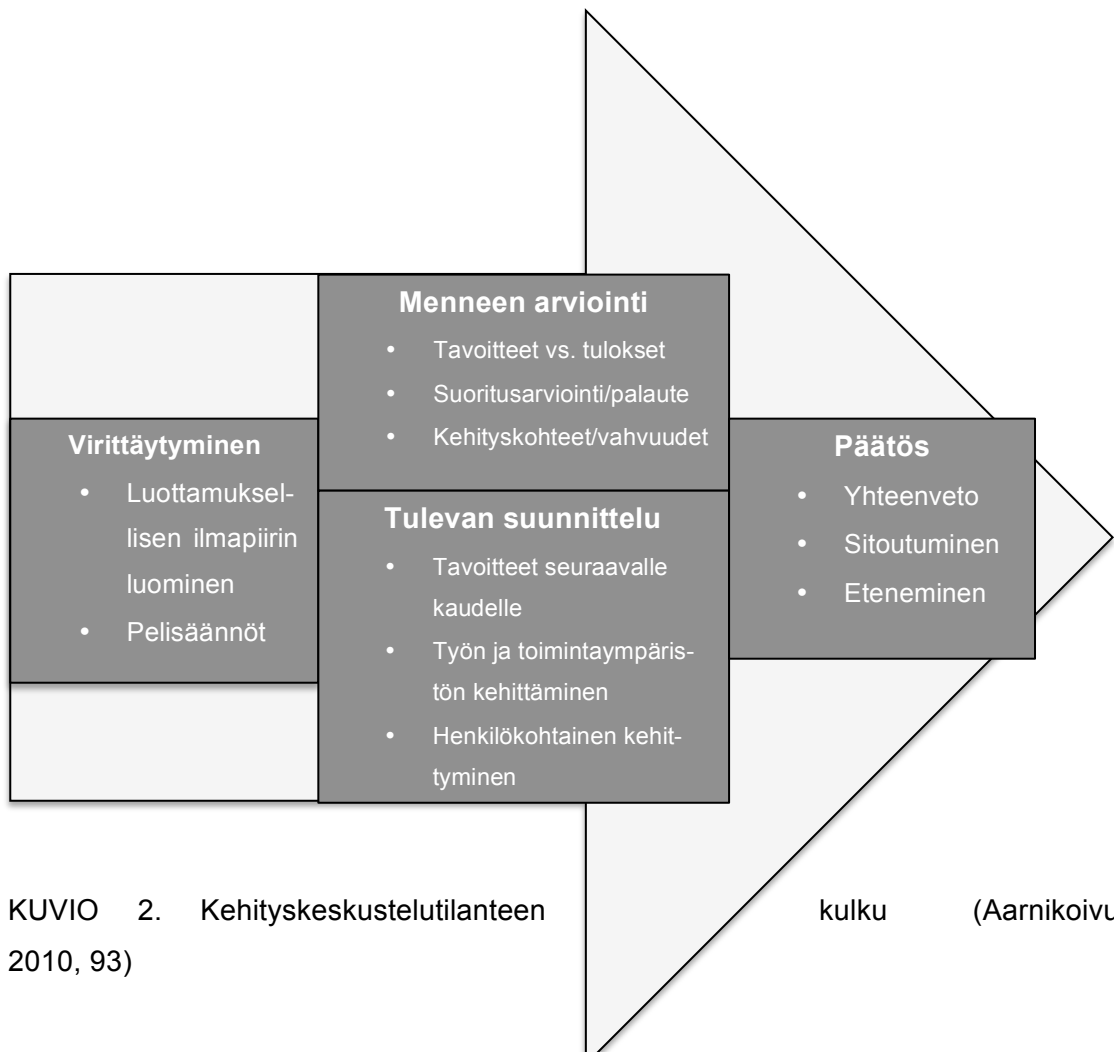 Virittäytyminen
• Luottamuksel-
lisen ilmapiirin
luominen
• Pelisäännöt
Menneen arviointi
• Tavoitteet vs. tulokset
• Suoritusarviointi/palaute
• Kehityskohteet/vahvuudet
Tulevan suunnittelu
• Tavoitteet seuraavalle
kaudelle
• Työn ja toimintaympäris-
tön kehittäminen
• Henkilökohtainen kehit-
tyminen
Päätös
• Yhteenveto
• Sitoutuminen
• Eteneminen
KUVIO 2. Kehityskeskustelutilanteen kulku (Aarnikoivu
2010, 93)